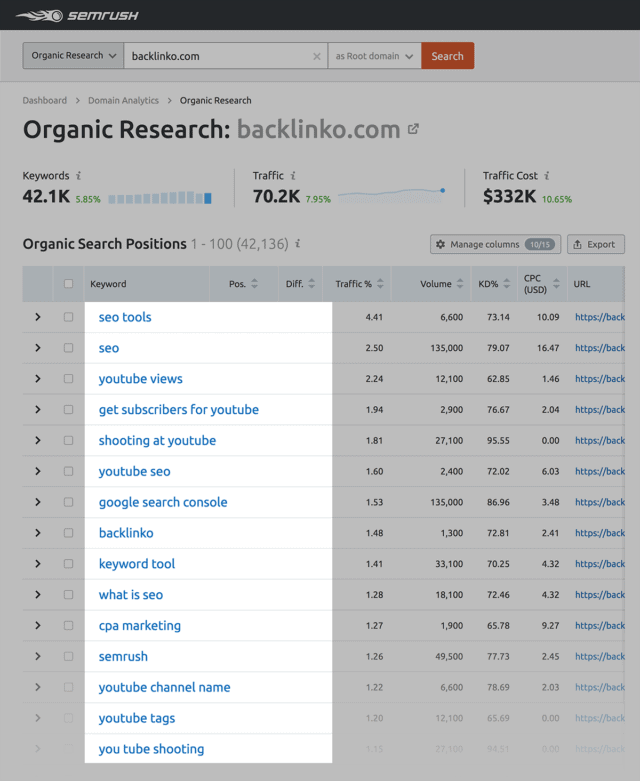 semrush
Organic Research backlinko.com as Root domain Search
Dashboard > Domain Analytics > Organic Research
Organic Research: backlinko.com
Keywords i Traffic i Traffic Cost i
42.1K 5.85% 70.2K 7.95% $332K 10.65%
Organic Search Positions 1 - 100 (42,136) i Manage columns 10/15 Export
Keyword Pos. Diff. Traffic % Volume KD% CPC (USD) URL
seo tools 4.41 6,600 73.14 10.09 https://back
seo 2.50 135,000 79.07 16.47 https://back
youtube views 2.24 12,100 62.85 1.46 https://back
get subscribers for youtube 1.94 2,900 76.67 2.04 https://back
shooting at youtube 1.81 27,100 95.55 0.00 https://back
youtube seo 1.60 2,400 72.02 6.03 https://back
google search console 1.53 135,000 86.96 3.48 https://back
backlinko 1.48 1,300 72.81 2.41 https://back
keyword tool 1.41 33,100 70.25 4.32 https://back
what is seo 1.28 18,100 72.46 4.32 https://back
cpa marketing 1.27 1,900 65.78 9.27 https://back
semrush 1.26 49,500 77.73 2.45 https://back
youtube channel name 1.22 6,600 78.69 2.03 https://back
youtube tags 1.20 12,100 65.69 0.00 https://back
you tube shooting 1.15 27,100 94.51 0.00 https://back